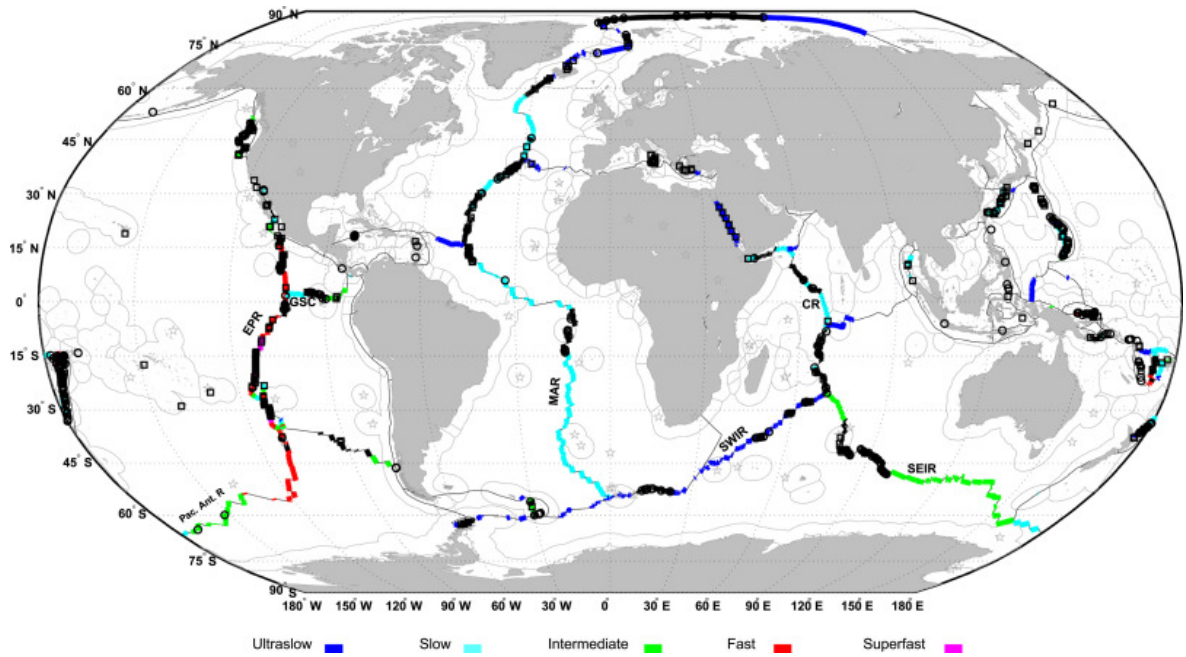 90° N
75° N
60° N
45° N
30° N
15° N
0°
15° S
30° S
45° S
60° S
75° S
90° S
GSC
EPR
CR
MAR
SWIR
SEIR
Pac. Ant. R
180° W 150° W 120° W 90° W 60° W 30° W 0° 30° E 60° E 90° E 120° E 150° E 180° E
Ultraslow Slow Intermediate Fast Superfast